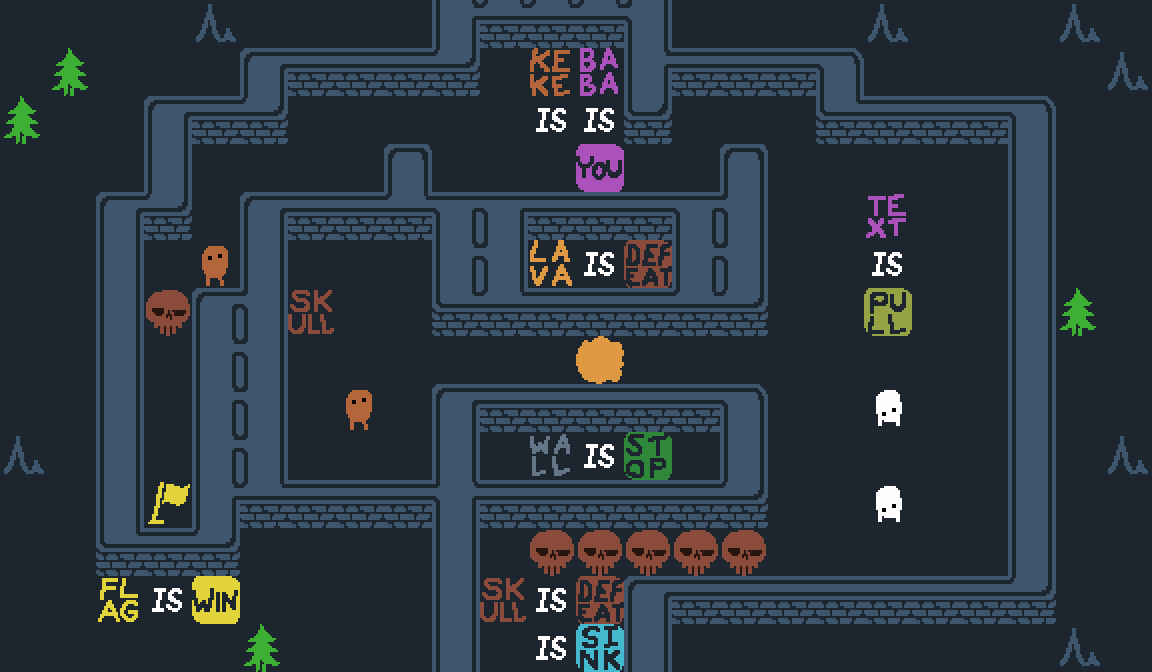 KEKE BABA
IS IS
YOU
TEXT
IS
PULL
LAVA IS DEFEAT
SKULL
WALL IS STOP
FLAG IS WIN
SKULL IS DEFEAT
IS SINK